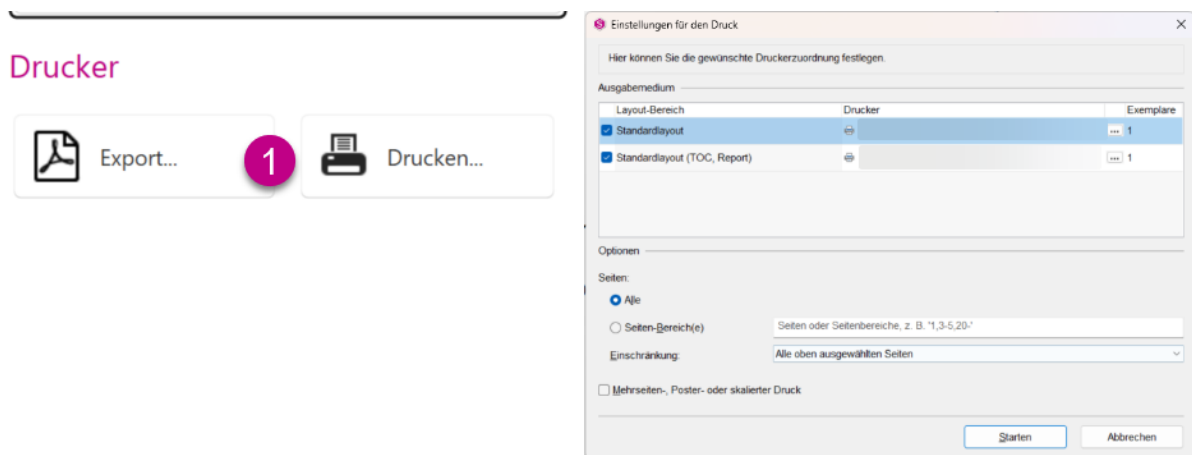 Drucker
Export...
1
Drucken...
Einstellungen für den Druck
Hier können Sie die gewünschte Druckerzuordnung festlegen.
Ausgabemedium
Layout-Bereich Drucker Exemplare
Standardlayout ... 1
Standardlayout (TOC, Report) ... 1
Optionen
Seiten:
Alle
Seiten-Bereich(e) Seiten oder Seitenbereiche, z. B. '1,3-5,20-'
Einschränkung: Alle oben ausgewählten Seiten
Mehrseiten-, Poster- oder skalierter Druck
Starten Abbrechen